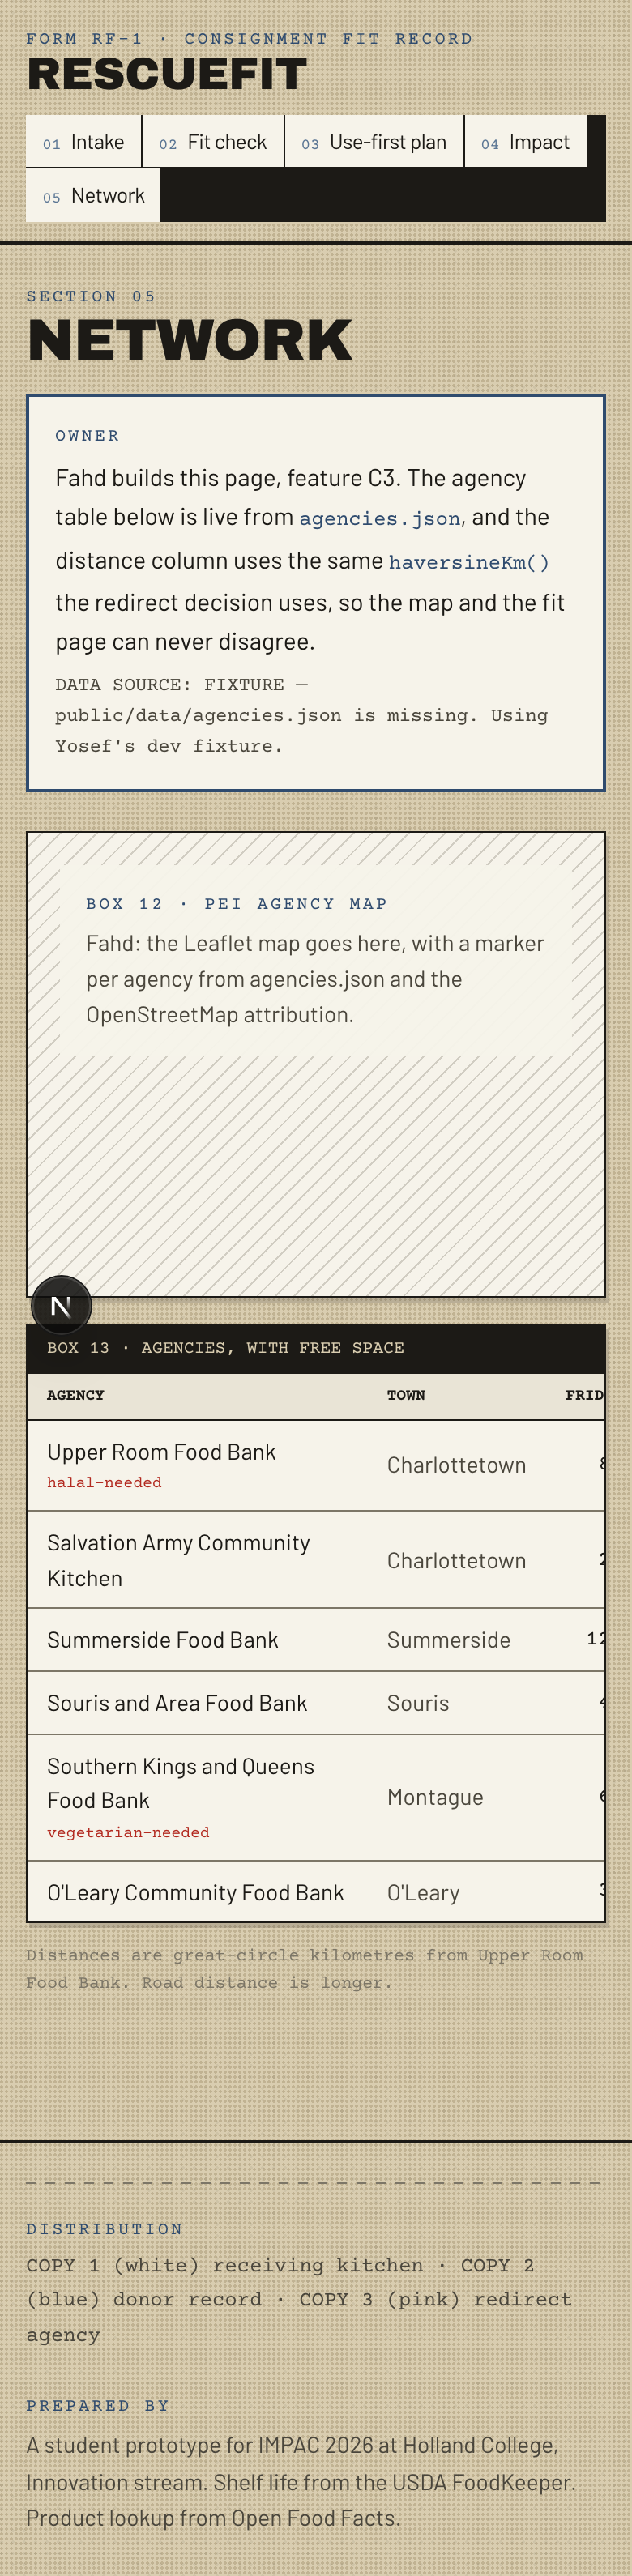 FORM RF-1 · CONSIGNMENT FIT RECORD
RESCUEFIT
01 Intake
02 Fit check
03 Use-first plan
04 Impact
05 Network
SECTION 05
NETWORK
OWNER
Fahd builds this page, feature C3. The agency
table below is live from agencies.json, and the
distance column uses the same haversineKm()
the redirect decision uses, so the map and the fit
page can never disagree.
DATA SOURCE: FIXTURE —
public/data/agencies.json is missing. Using
Yosef's dev fixture.
BOX 12 · PEI AGENCY MAP
Fahd: the Leaflet map goes here, with a marker
per agency from agencies.json and the
OpenStreetMap attribution.
N
BOX 13 · AGENCIES, WITH FREE SPACE
AGENCY TOWN FRID
Upper Room Food Bank
halal-needed
Charlottetown
Salvation Army Community
Kitchen
Charlottetown
Summerside Food Bank
Summerside
12
Souris and Area Food Bank
Souris
Southern Kings and Queens
Food Bank
vegetarian-needed
Montague
O'Leary Community Food Bank
O'Leary
Distances are great-circle kilometres from Upper Room
Food Bank. Road distance is longer.
DISTRIBUTION
COPY 1 (white) receiving kitchen · COPY 2
(blue) donor record · COPY 3 (pink) redirect
agency
PREPARED BY
A student prototype for IMPAC 2026 at Holland College,
Innovation stream. Shelf life from the USDA FoodKeeper.
Product lookup from Open Food Facts.